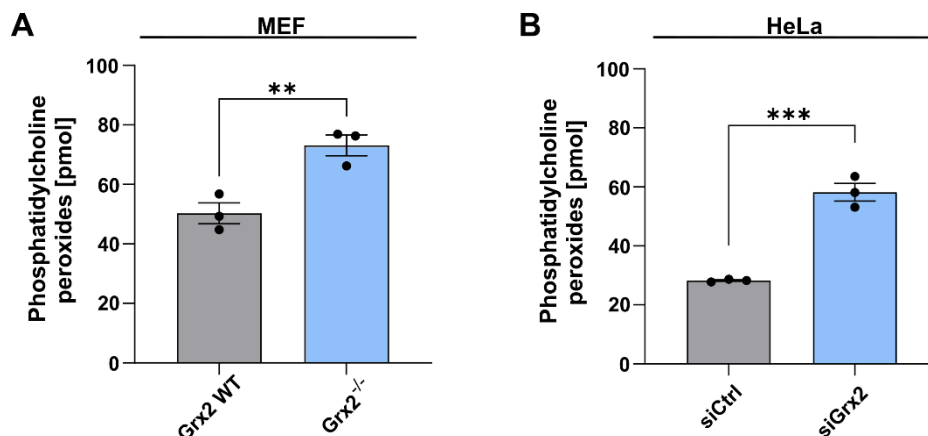 A
MEF
Phosphatidylcholine
peroxides [pmol]
100
80
60
40
20
0
**
Grx2 WT
Grx2-/-
B
HeLa
Phosphatidylcholine
peroxides [pmol]
100
80
60
40
20
0
***
siCtrl
siGrx2